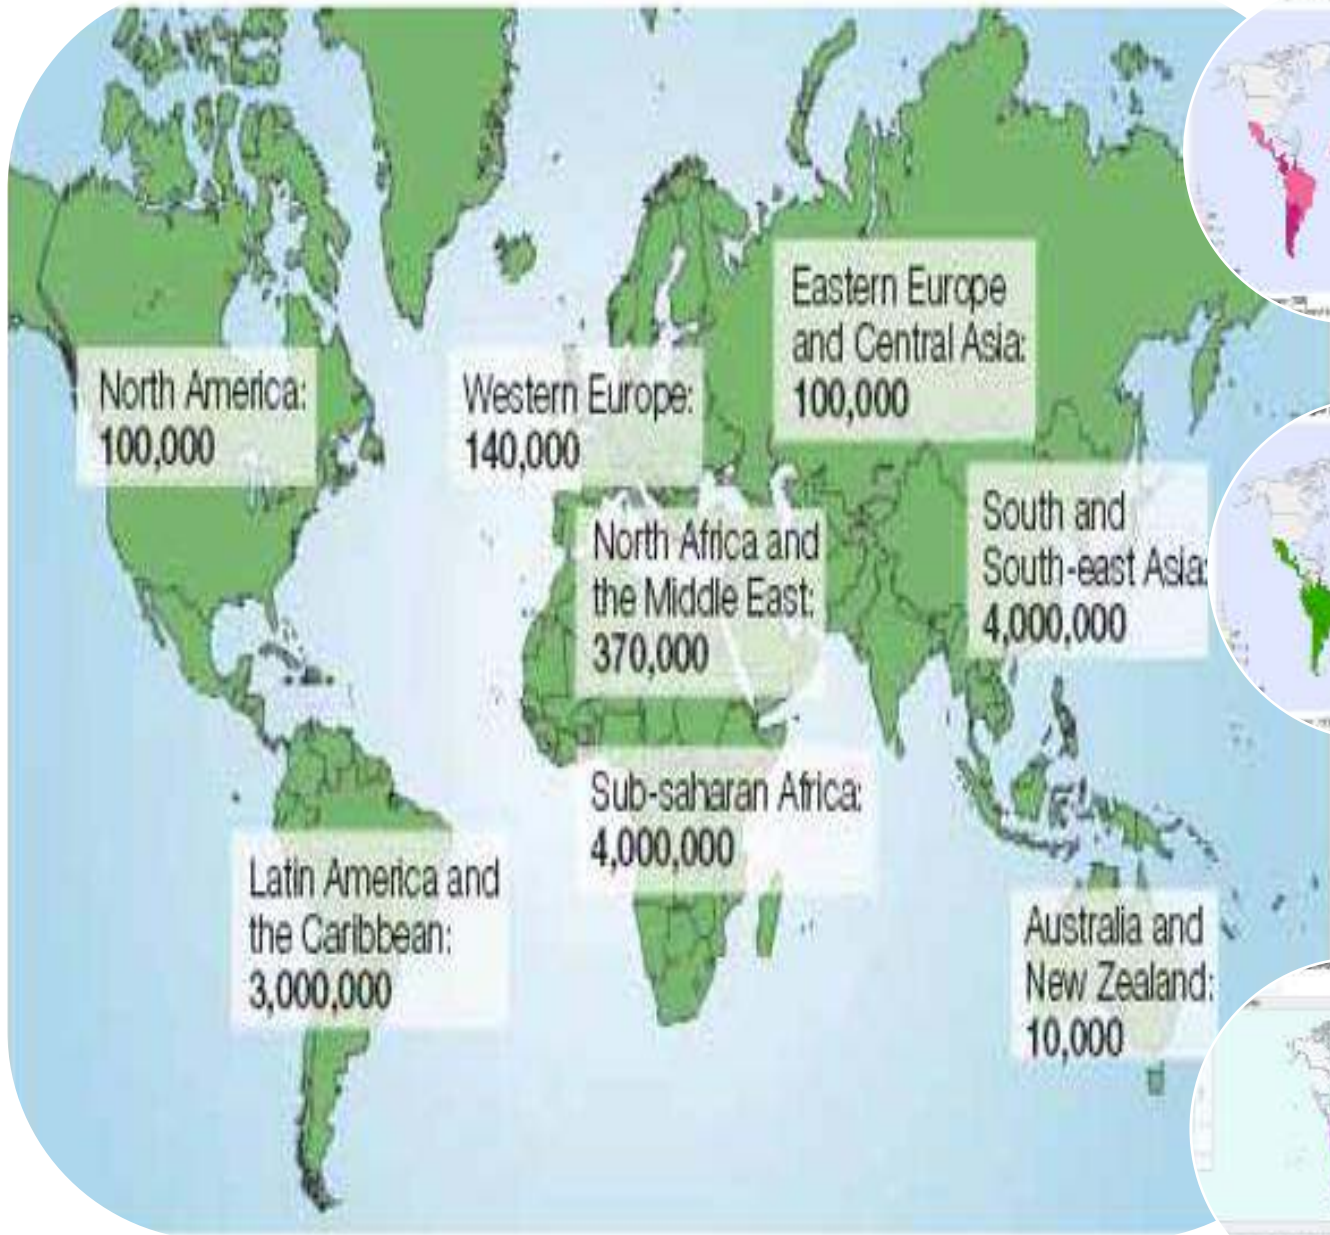 North America:
100,000
Western Europe:
140,000
Eastern Europe
and Central Asia:
100,000
North Africa and
the Middle East:
370,000
South and
South-east Asia:
4,000,000
Sub-saharan Africa:
4,000,000
Latin America and
the Caribbean:
3,000,000
Australia and
New Zealand:
10,000